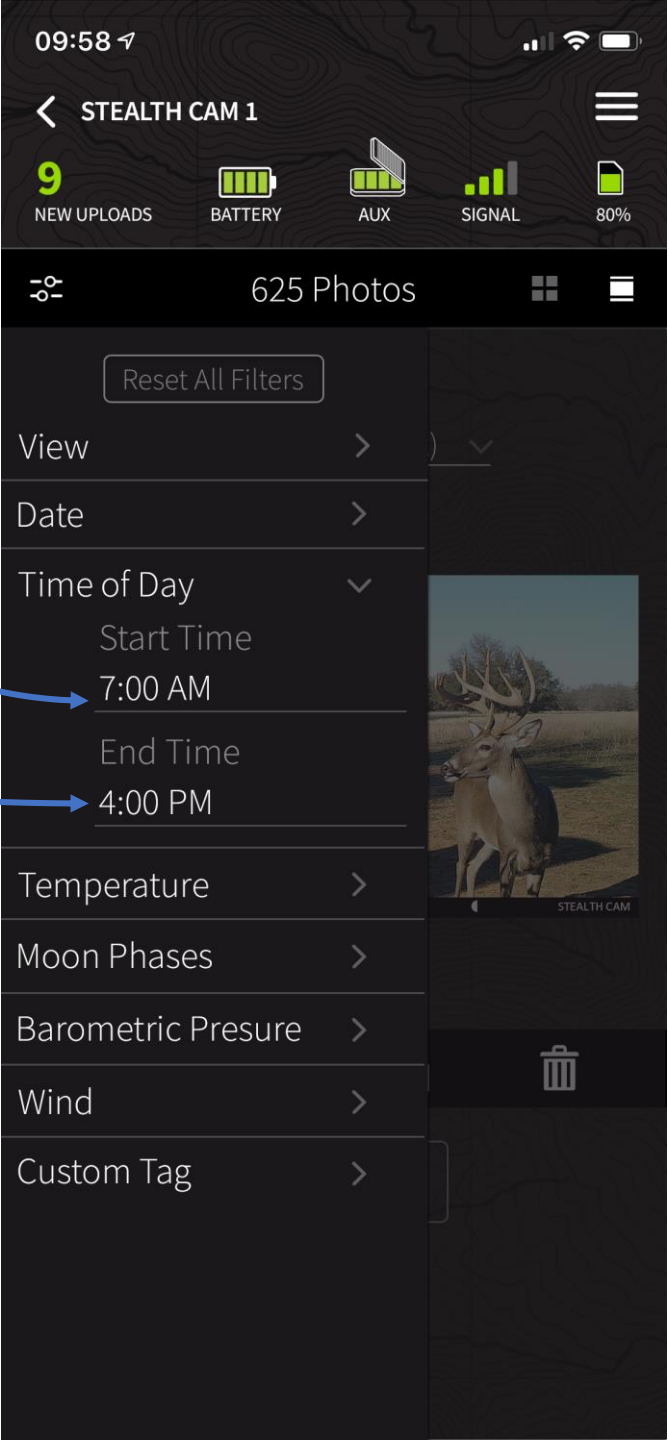 09:58
STEALTH CAM 1
9
NEW UPLOADS
BATTERY
AUX
SIGNAL
80%
625 Photos
Reset All Filters
View
)
Date
Time of Day
Start Time
7:00 AM
End Time
4:00 PM
Temperature
STEALTH CAM
Moon Phases
Barometric Presure
Wind
Custom Tag